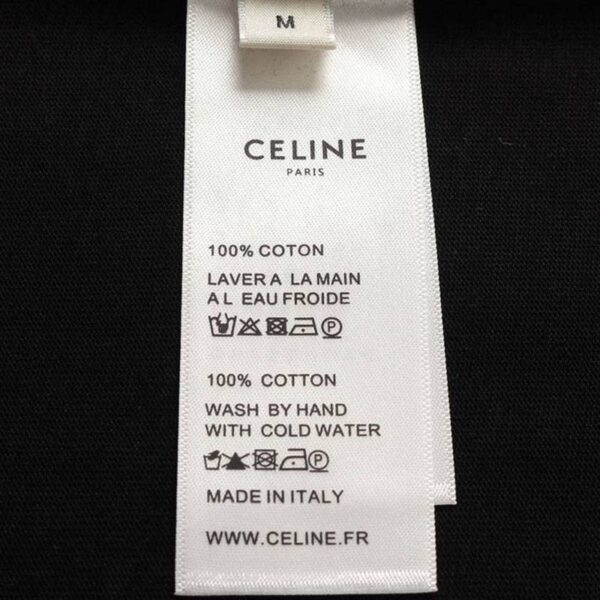 M
CELINE
PARIS
100% COTON
LAVER A LA MAIN
A L EAU FROIDE
P
100% COTTON
WASH BY HAND
WITH COLD WATER
P
MADE IN ITALY
WWW.CELINE.FR